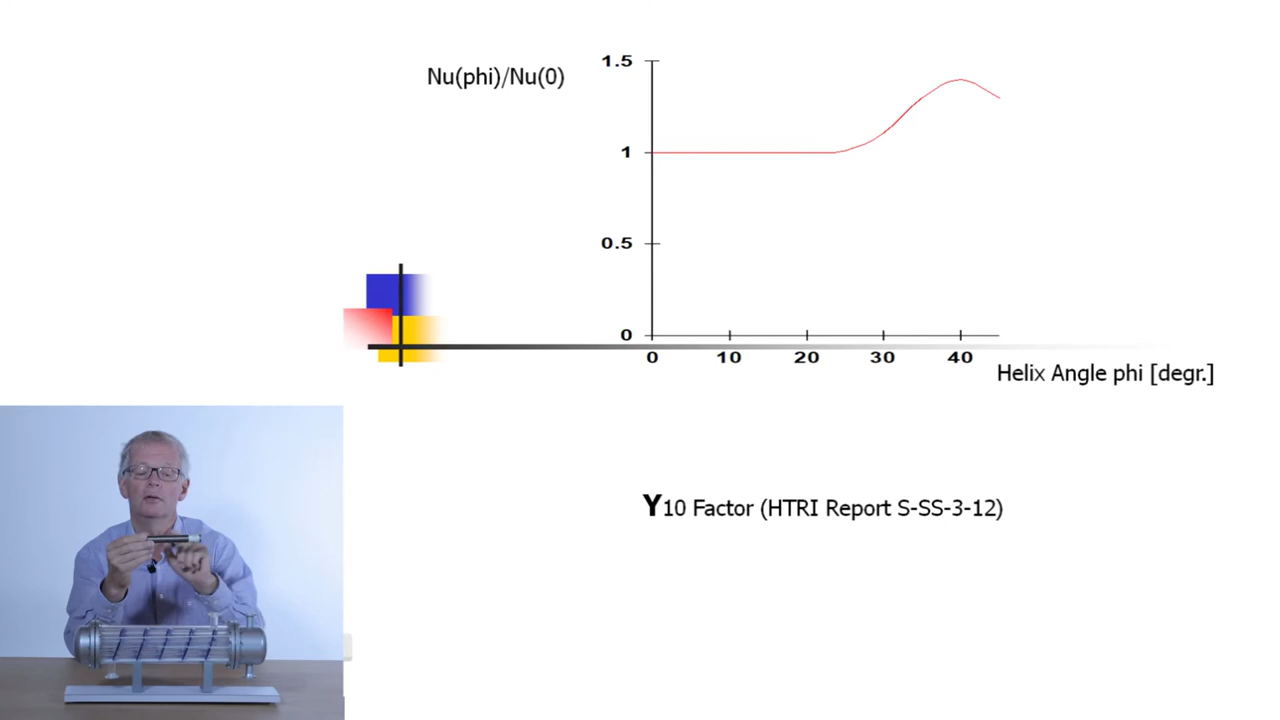 Nu(phi)/Nu(0)
1.5
1
0.5
0
0 10 20 30 40
Helix Angle phi [degr.]
Y10 Factor (HTRI Report S-SS-3-12)